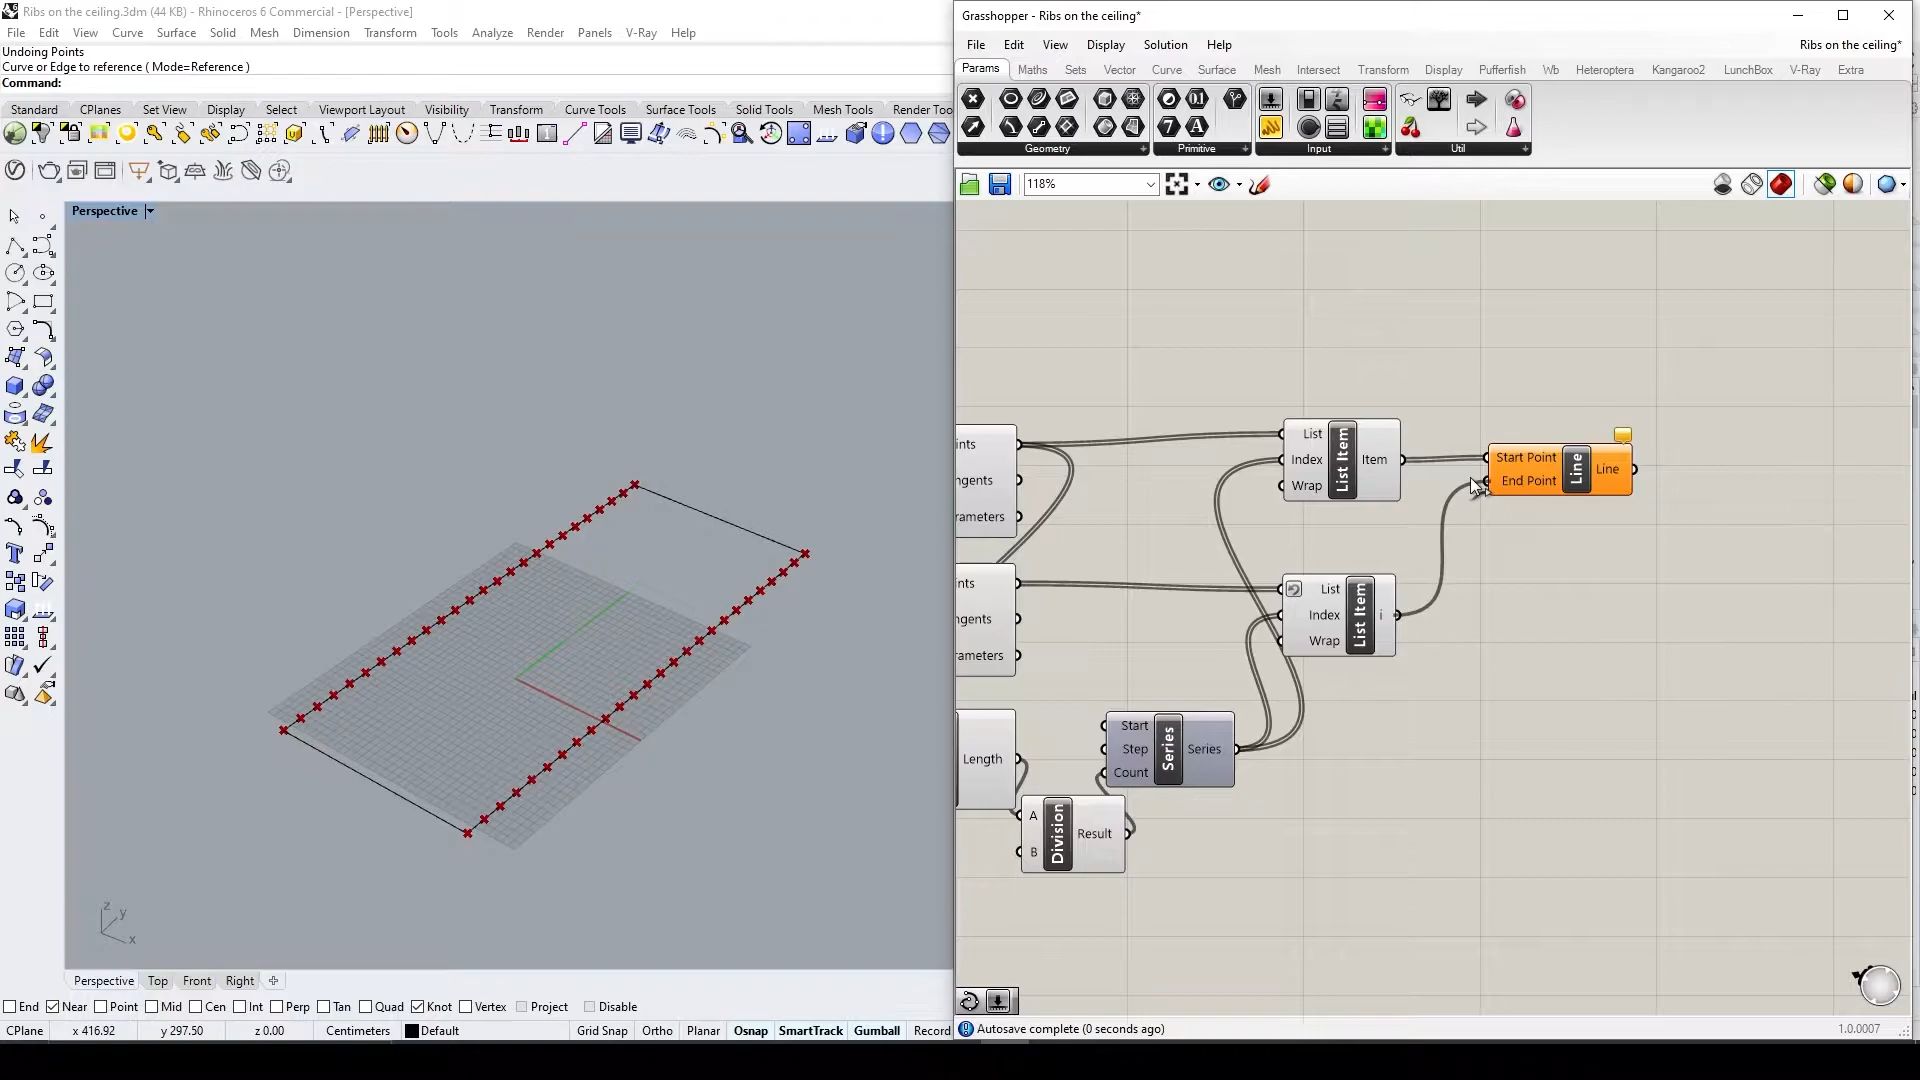 Ribs on the ceiling.3dm (44 KB) - Rhinoceros 6 Commercial - [Perspective]
File Edit View Curve Surface Solid Mesh Dimension Transform Tools Analyze Render Panels V-Ray Help
Undoing Points
Curve or Edge to reference ( Mode=Reference )
Command:
Standard CPlanes Set View Display Select Viewport Layout Visibility Transform Curve Tools Surface Tools Solid Tools Mesh Tools Render Too
Perspective
z
y
x
Perspective Top Front Right
End Near Point Mid Cen Int Perp Tan Quad Knot Vertex Project Disable
CPlane x 416.92 y 297.50 z 0.00 Centimeters Default Grid Snap Ortho Planar Osnap SmartTrack Gumball Record
Grasshopper - Ribs on the ceiling*
File Edit View Display Solution Help Ribs on the ceiling*
Params Maths Sets Vector Curve Surface Mesh Intersect Transform Display Pufferfish Wb Heteroptera Kangaroo2 LunchBox V-Ray Extra
Geometry Primitive Input Util
118%
ints
ngents
rameters
List
Index
Wrap
List Item
Item
Start Point
End Point
Line
Line
ints
ngents
ameters
List
Index
Wrap
List Item
i
Length
Start
Step
Count
Series
Series
A
B
Division
Result
Autosave complete (0 seconds ago) 1.0.0007